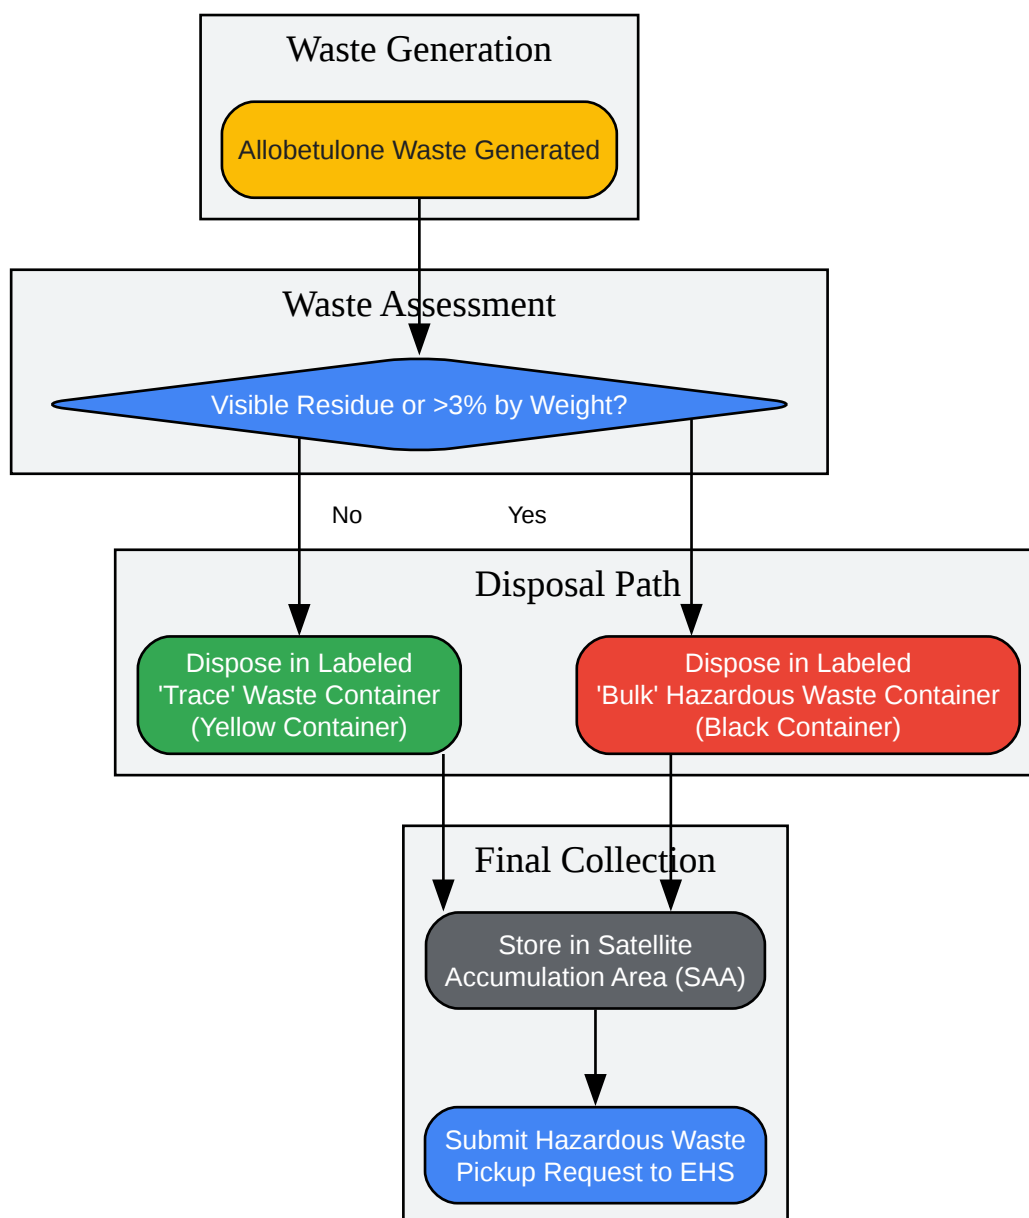 Waste Generation
Allobetulone Waste Generated
Waste Assessment
Visible Residue or >3% by Weight?
No
Yes
Disposal Path
Dispose in Labeled
'Trace' Waste Container
(Yellow Container)
Dispose in Labeled
'Bulk' Hazardous Waste Container
(Black Container)
Final Collection
Store in Satellite
Accumulation Area (SAA)
Submit Hazardous Waste
Pickup Request to EHS